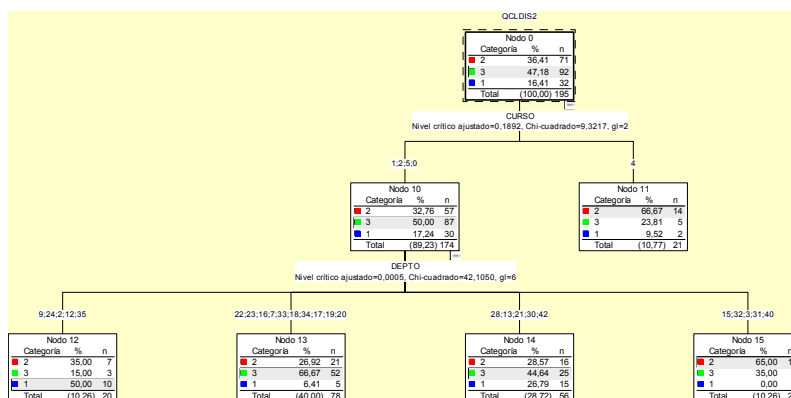 QCLDIS2
Nodo 0
Categoría % n
2 36,41 71
3 47,18 92
1 16,41 32
Total (100,00) 195
CURSO
Nivel crítico ajustado=0,1892, Chi-cuadrado=9,3217, gl=2
1;2;5;0 4
Nodo 10 Nodo 11
Categoría % n Categoría % n
2 32,76 57 2 66,67 14
3 50,00 87 3 23,81 5
1 17,24 30 1 9,52 2
Total (89,23) 174 Total (10,77) 21
DEPTO
Nivel crítico ajustado=0,0005, Chi-cuadrado=42,1050, gl=6
9;24;2;12;35 22;23;16;7;33;18;34;17;19;20 28;13;21;30;42 15;32;3;31;40
Nodo 12 Nodo 13 Nodo 14 Nodo 15
Categoría % n Categoría % n Categoría % n Categoría %
2 35,00 7 2 26,92 21 2 28,57 16 2 65,00
3 15,00 3 3 66,67 52 3 44,64 25 3 35,00
1 50,00 10 1 6,41 5 1 26,79 15 1 0,00
Total (10,26) 20 Total (40,00) 78 Total (28,72) 56 Total (10,26)